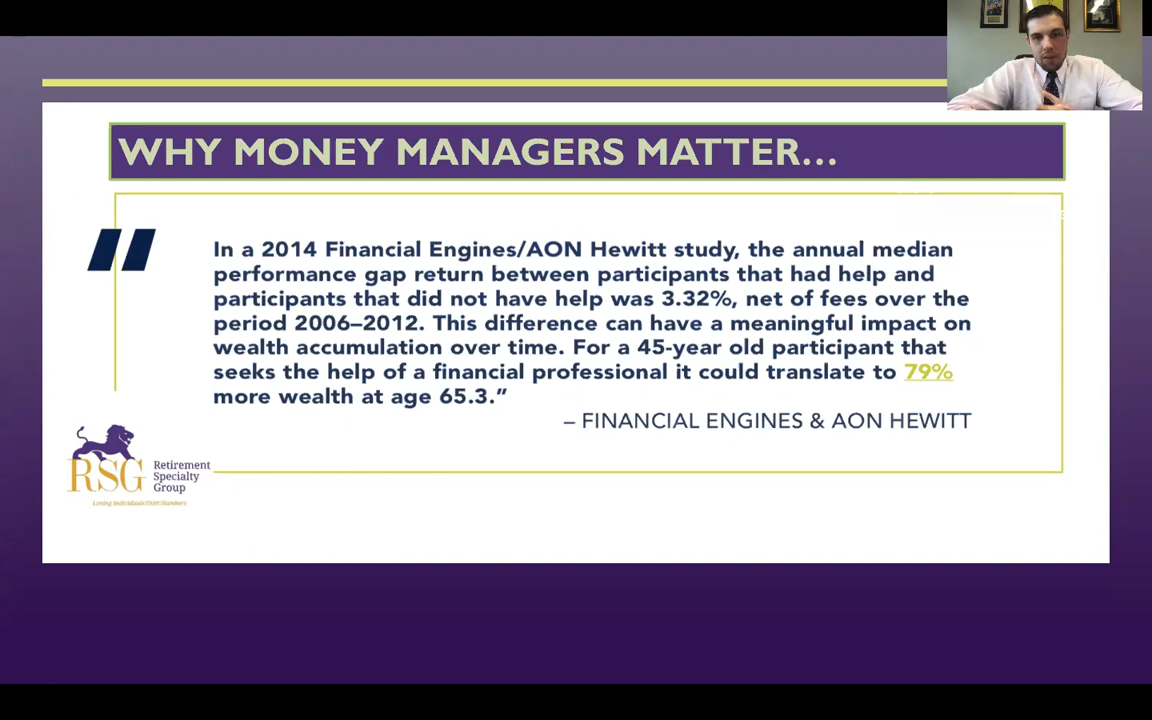 WHY MONEY MANAGERS MATTER...
"
In a 2014 Financial Engines/AON Hewitt study, the annual median
performance gap return between participants that had help and
participants that did not have help was 3.32%, net of fees over the
period 2006–2012. This difference can have a meaningful impact on
wealth accumulation over time. For a 45-year old participant that
seeks the help of a financial professional it could translate to 79%
more wealth at age 65.3.”
– FINANCIAL ENGINES & AON HEWITT
RSG
Retirement
Specialty
Group